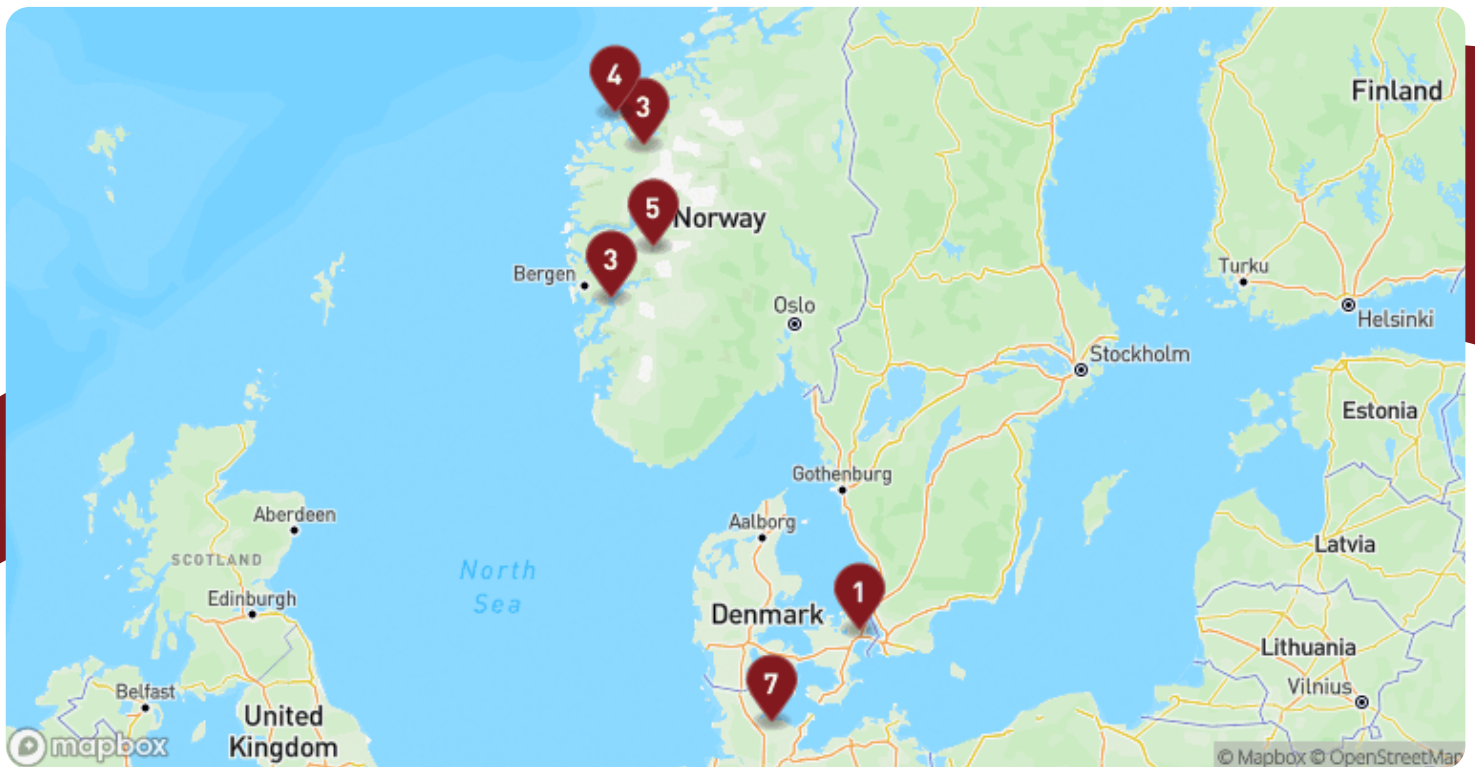 4
3
Finland
5
Norway
3
Bergen
Turku
Oslo
Helsinki
Stockholm
Estonia
Gothenburg
Aberdeen
Aalborg
SCOTLAND
Latvia
North
Sea
Edinburgh
1
Denmark
Lithuania
7
Vilnius
Belfast
United
Kingdom
mapbox
© Mapbox © OpenStreetMap